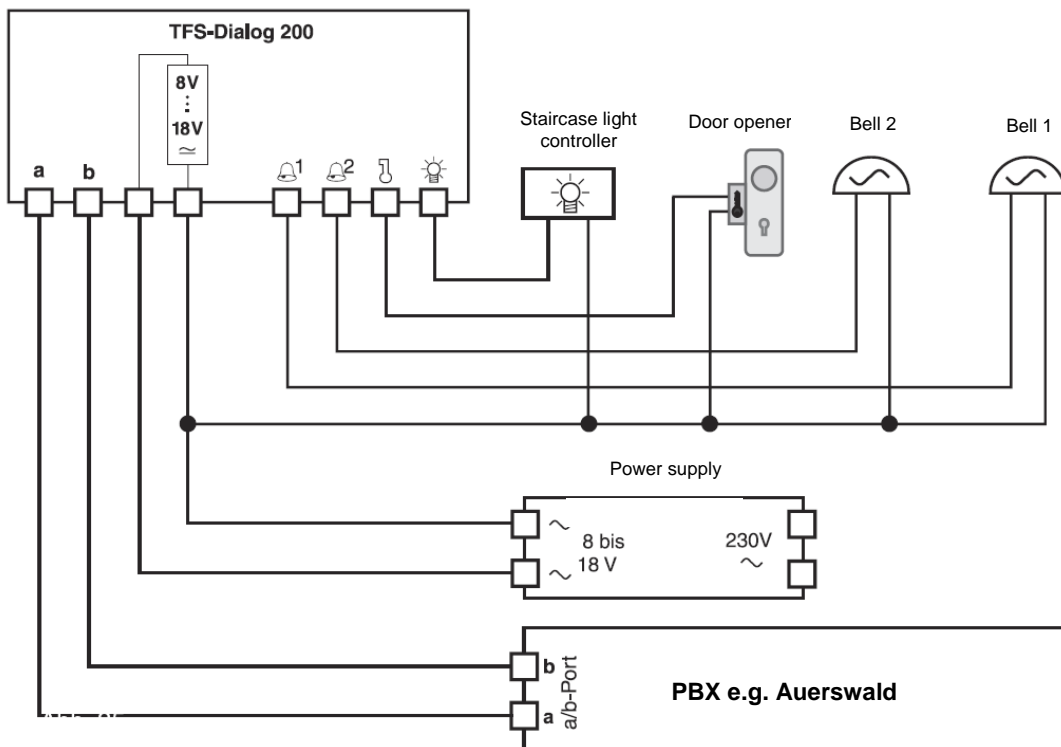 TFS-Dialog 200
8V
18V
a
b
1
2
Staircase light
controller
Door opener
Bell 2
Bell 1
Power supply
8 bis
18 V
230V
b
a
a/b-Port
PBX e.g. Auerswald